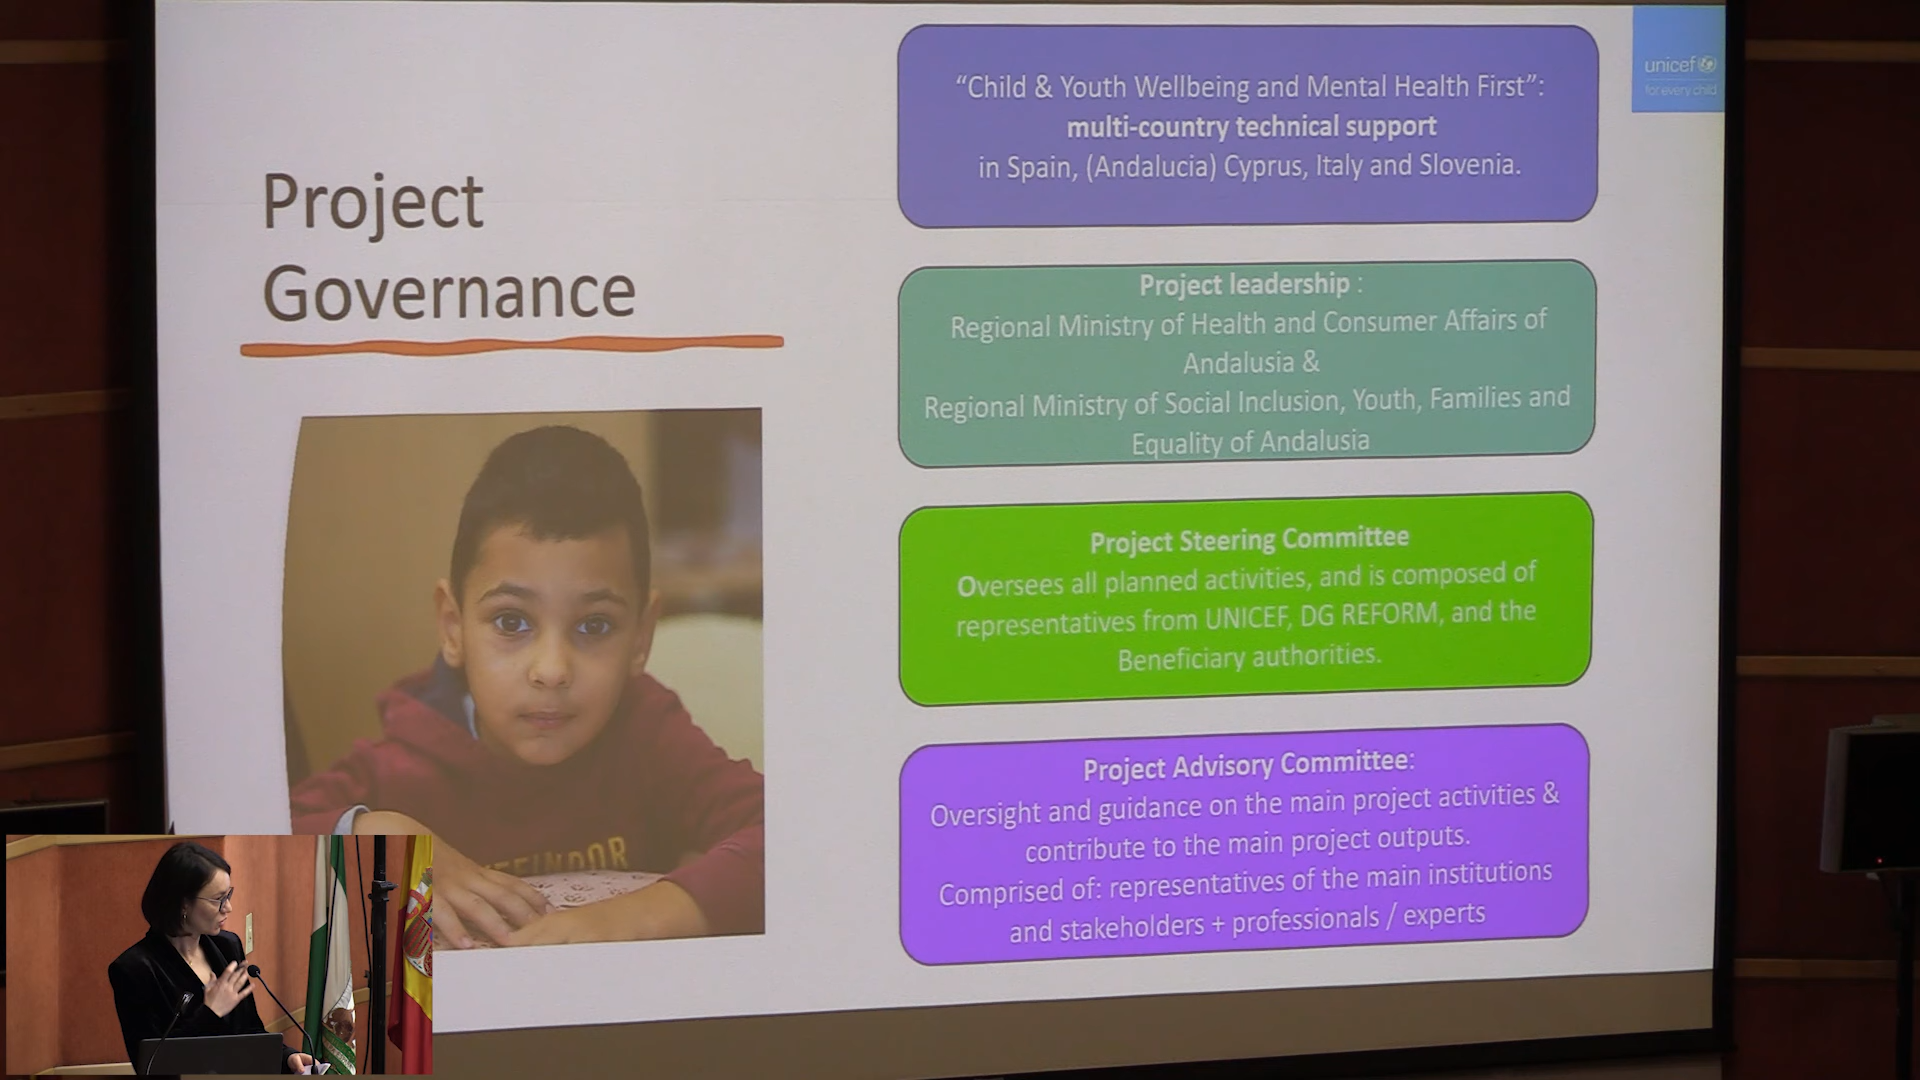 Project
Governance
“Child & Youth Wellbeing and Mental Health First”:
multi-country technical support
in Spain, (Andalucia) Cyprus, Italy and Slovenia.
Project leadership :
Regional Ministry of Health and Consumer Affairs of
Andalusia &
Regional Ministry of Social Inclusion, Youth, Families and
Equality of Andalusia
Project Steering Committee
Oversees all planned activities, and is composed of
representatives from UNICEF, DG REFORM, and the
Beneficiary authorities.
Project Advisory Committee:
Oversight and guidance on the main project activities &
contribute to the main project outputs.
Comprised of: representatives of the main institutions
and stakeholders + professionals / experts
unicef
for every child